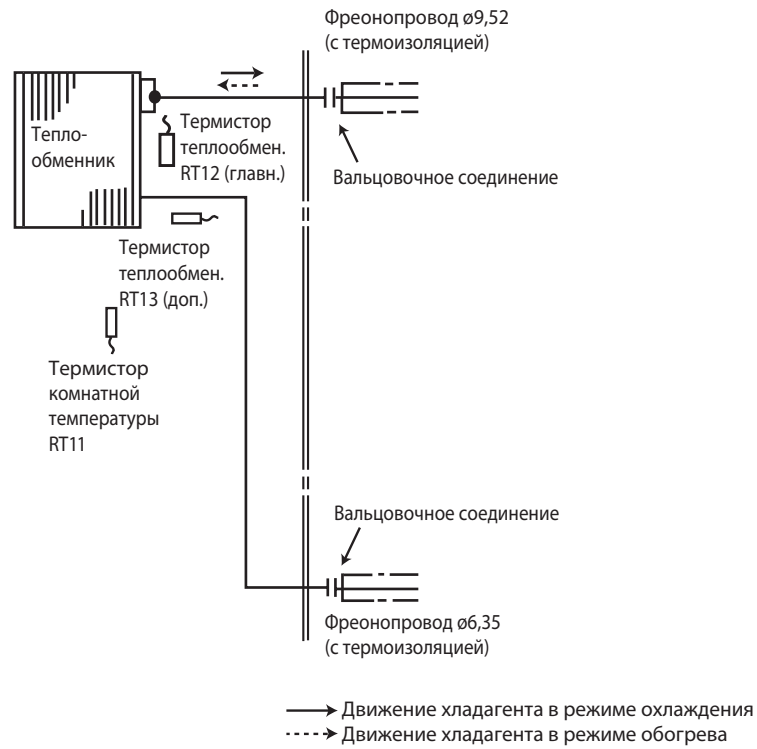 Фреонопровод ø9,52
(с термоизоляцией)
Тепло-
обменник
Термистор
теплообмен.
RT12 (главн.)
Вальцовочное соединение
Термистор
теплообмен.
RT13 (доп.)
Термистор
комнатной
температуры
RT11
Вальцовочное соединение
Фреонопровод ø6,35
(с термоизоляцией)
Движение хладагента в режиме охлаждения
Движение хладагента в режиме обогрева